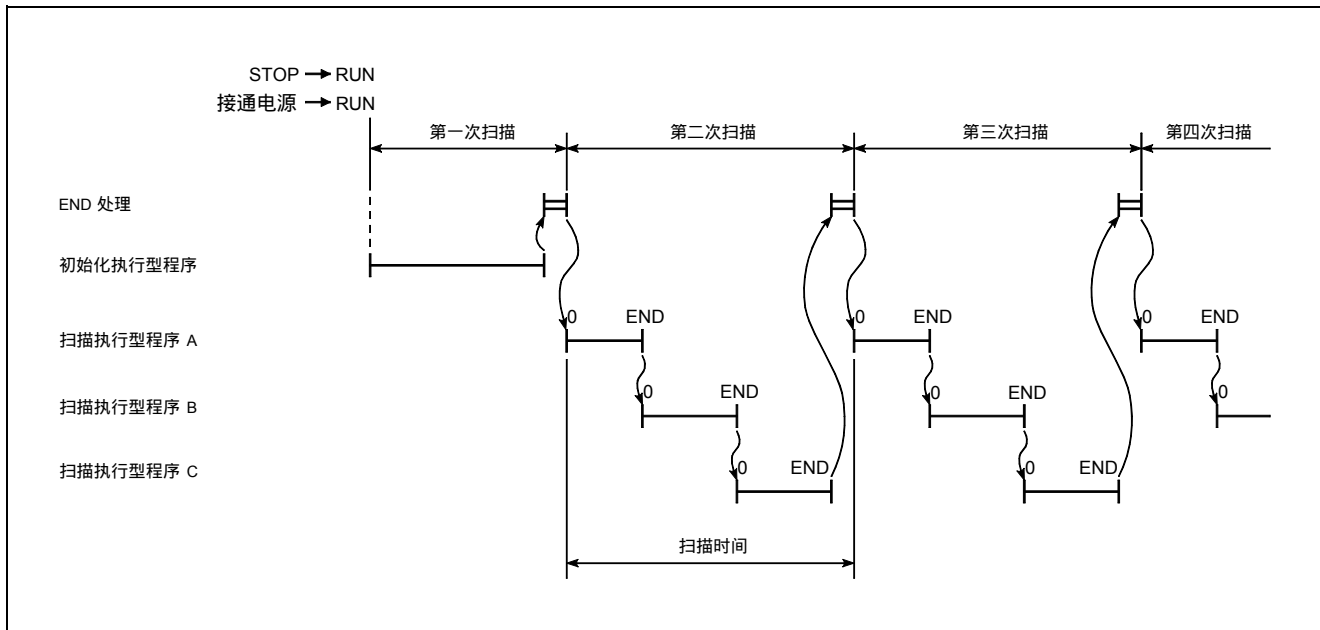 STOP → RUN
接通电源 → RUN
第一次扫描 第二次扫描 第三次扫描 第四次扫描
END 处理
初始化执行型程序
0 END 0 END 0 END
扫描执行型程序 A
0 END 0 END 0
扫描执行型程序 B
0 END 0 END
扫描执行型程序 C
扫描时间